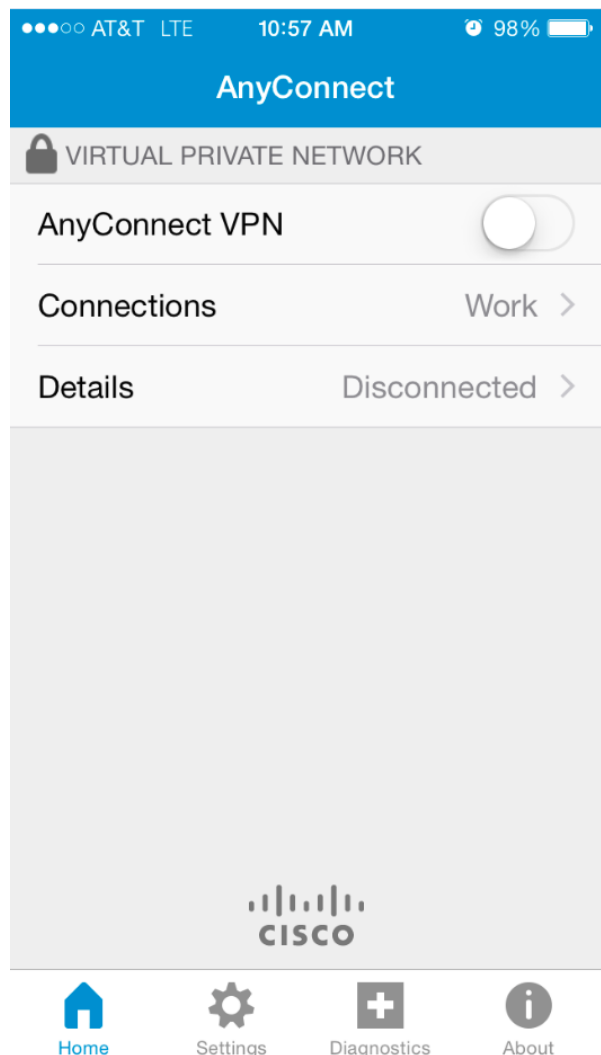 AT&T LTE 10:57 AM 98%
AnyConnect
VIRTUAL PRIVATE NETWORK
AnyConnect VPN
Connections Work
Details Disconnected
CISCO
Home Settings Diagnostics About